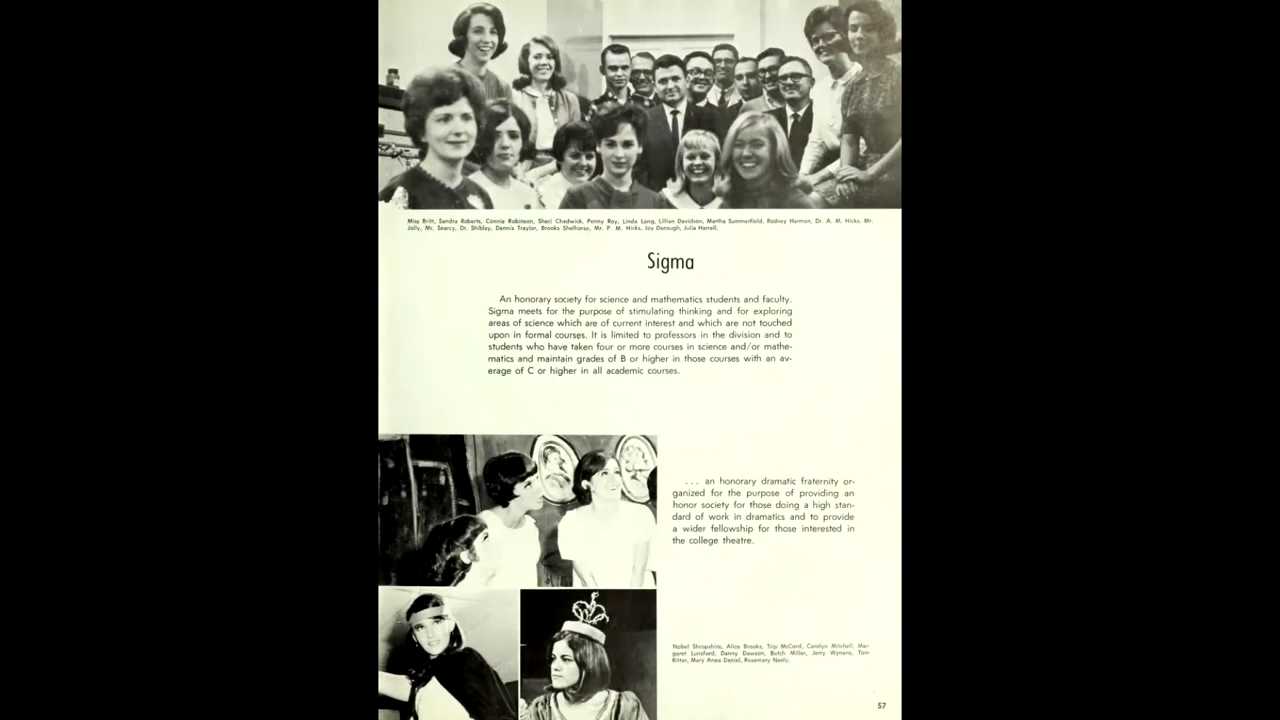 Miss Britt, Sandra Roberts, Connie Robinson, Sheri Chadwick, Penny Ray, Linda Long, Lillian Davidson, Martha Summerfield, Rodney Harmon, Dr. A. M. Hicks, Mr.
Jolly, Mr. Searcy, Dr. Shibley, Dennis Traylor, Brooks Shelhorse, Mr. P. M. Hicks, Joy Dorough, Julia Harrell.
Sigma
An honorary society for science and mathematics students and faculty.
Sigma meets for the purpose of stimulating thinking and for exploring
areas of science which are of current interest and which are not touched
upon in formal courses. It is limited to professors in the division and to
students who have taken four or more courses in science and/or mathe-
matics and maintain grades of B or higher in those courses with an av-
erage of C or higher in all academic courses.
... an honorary dramatic fraternity or-
ganized for the purpose of providing an
honor society for those doing a high stan-
dard of work in dramatics and to provide
a wider fellowship for those interested in
the college theatre.
Nobel Shropshire, Alice Brooks, Trip McCord, Carolyn Mitchell, Mar-
garet Lunsford, Danny Dawson, Butch Miller, Jerry Wynens, Tom
Ritter, Mary Anna Daniel, Rosemary Neely.
57